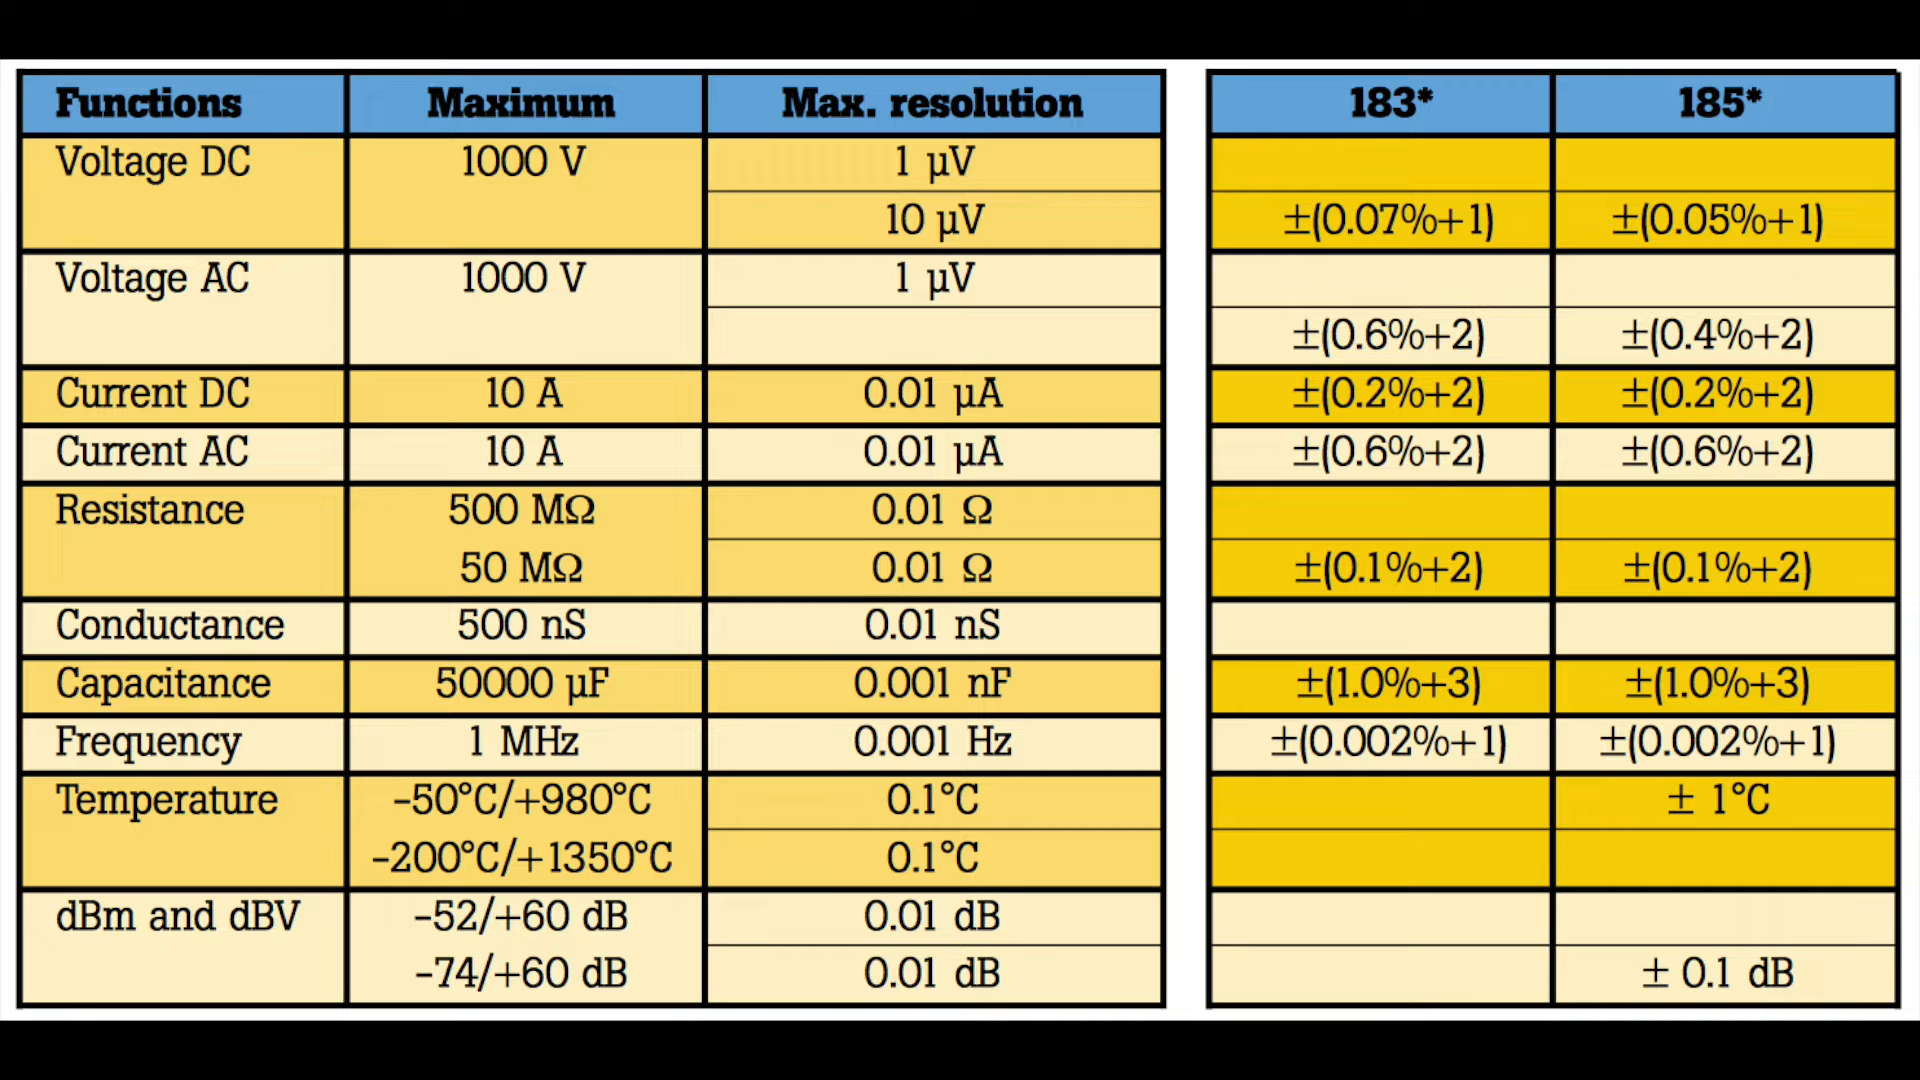 Functions Maximum Max. resolution 183* 185*
Voltage DC 1000 V 1 µV
10 µV ±(0.07%+1) ±(0.05%+1)
Voltage AC 1000 V 1 µV
±(0.6%+2) ±(0.4%+2)
Current DC 10 A 0.01 µA ±(0.2%+2) ±(0.2%+2)
Current AC 10 A 0.01 µA ±(0.6%+2) ±(0.6%+2)
Resistance 500 MΩ 0.01 Ω
50 MΩ 0.01 Ω ±(0.1%+2) ±(0.1%+2)
Conductance 500 nS 0.01 nS
Capacitance 50000 µF 0.001 nF ±(1.0%+3) ±(1.0%+3)
Frequency 1 MHz 0.001 Hz ±(0.002%+1) ±(0.002%+1)
Temperature -50°C/+980°C 0.1°C ± 1°C
-200°C/+1350°C 0.1°C
dBm and dBV -52/+60 dB 0.01 dB
-74/+60 dB 0.01 dB ± 0.1 dB